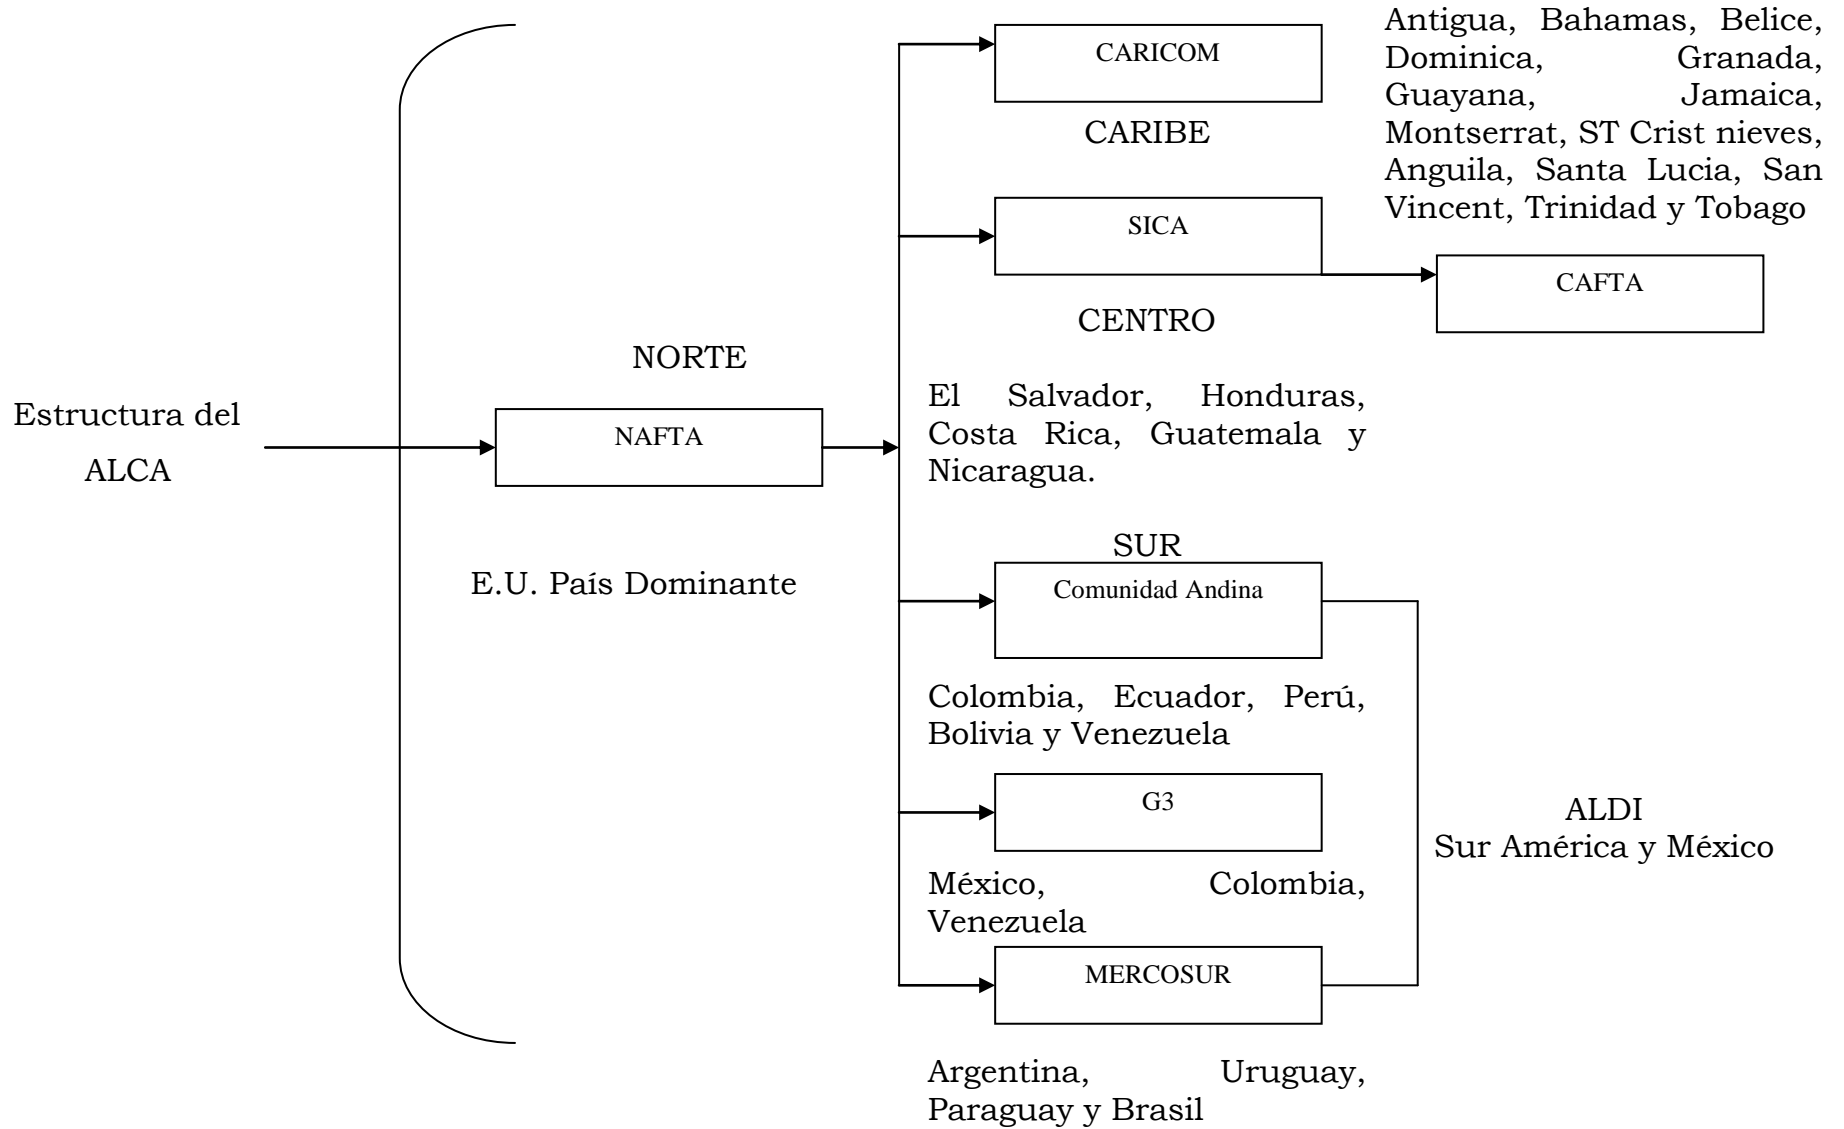 Estructura del
ALCA
NORTE
NAFTA
E.U. País Dominante
CARICOM
CARIBE
Antigua, Bahamas, Belice,
Dominica, Granada,
Guayana, Jamaica,
Montserrat, ST Crist nieves,
Anguila, Santa Lucia, San
Vincent, Trinidad y Tobago
SICA
CENTRO
CAFTA
El Salvador, Honduras,
Costa Rica, Guatemala y
Nicaragua.
SUR
Comunidad Andina
Colombia, Ecuador, Perú,
Bolivia y Venezuela
G3
México, Colombia,
Venezuela
MERCOSUR
Argentina, Uruguay,
Paraguay y Brasil
ALDI
Sur América y México